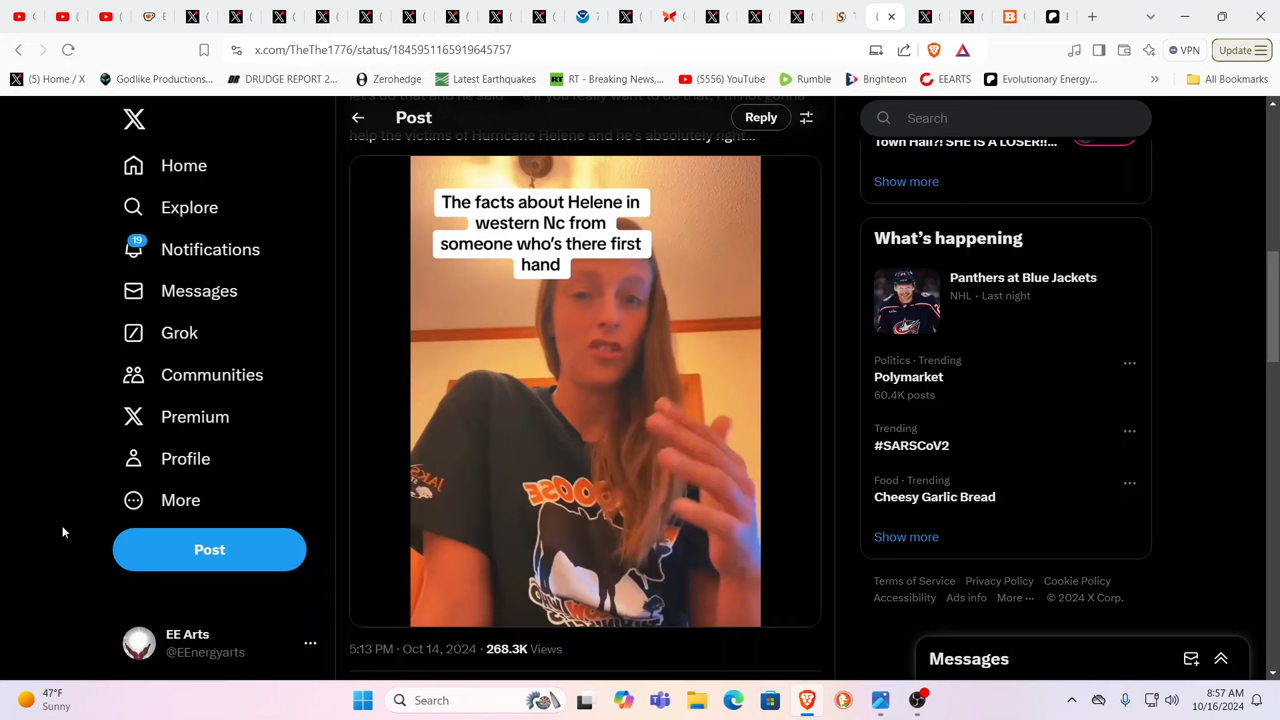 x.com/TheThe1776/status/1845951165919645757
VPN
Update
(5) Home / X
Godlike Productions...
DRUDGE REPORT 2...
Zerohedge
Latest Earthquakes
RT - Breaking News,...
(5556) YouTube
Rumble
Brighteon
EEARTS
Evolutionary Energy...
All Bookma
Post
Reply
Search
help the victims of Hurricane Helene and he's absolutely right...
Town Hall?! SHE IS A LOSER!!...
Show more
Home
Explore
19
Notifications
Messages
Grok
Communities
Premium
Profile
More
Post
EE Arts
@EEnergyarts
The facts about Helene in
western Nc from
someone who's there first
hand
5:13 PM · Oct 14, 2024 · 268.3K Views
What's happening
Panthers at Blue Jackets
NHL · Last night
Politics · Trending
Polymarket
60.4K posts
Trending
#SARSCoV2
Food · Trending
Cheesy Garlic Bread
Show more
Terms of Service Privacy Policy Cookie Policy
Accessibility Ads info More ··· © 2024 X Corp.
Messages
47°F
Sunny
Search
8:57 AM
10/16/2024